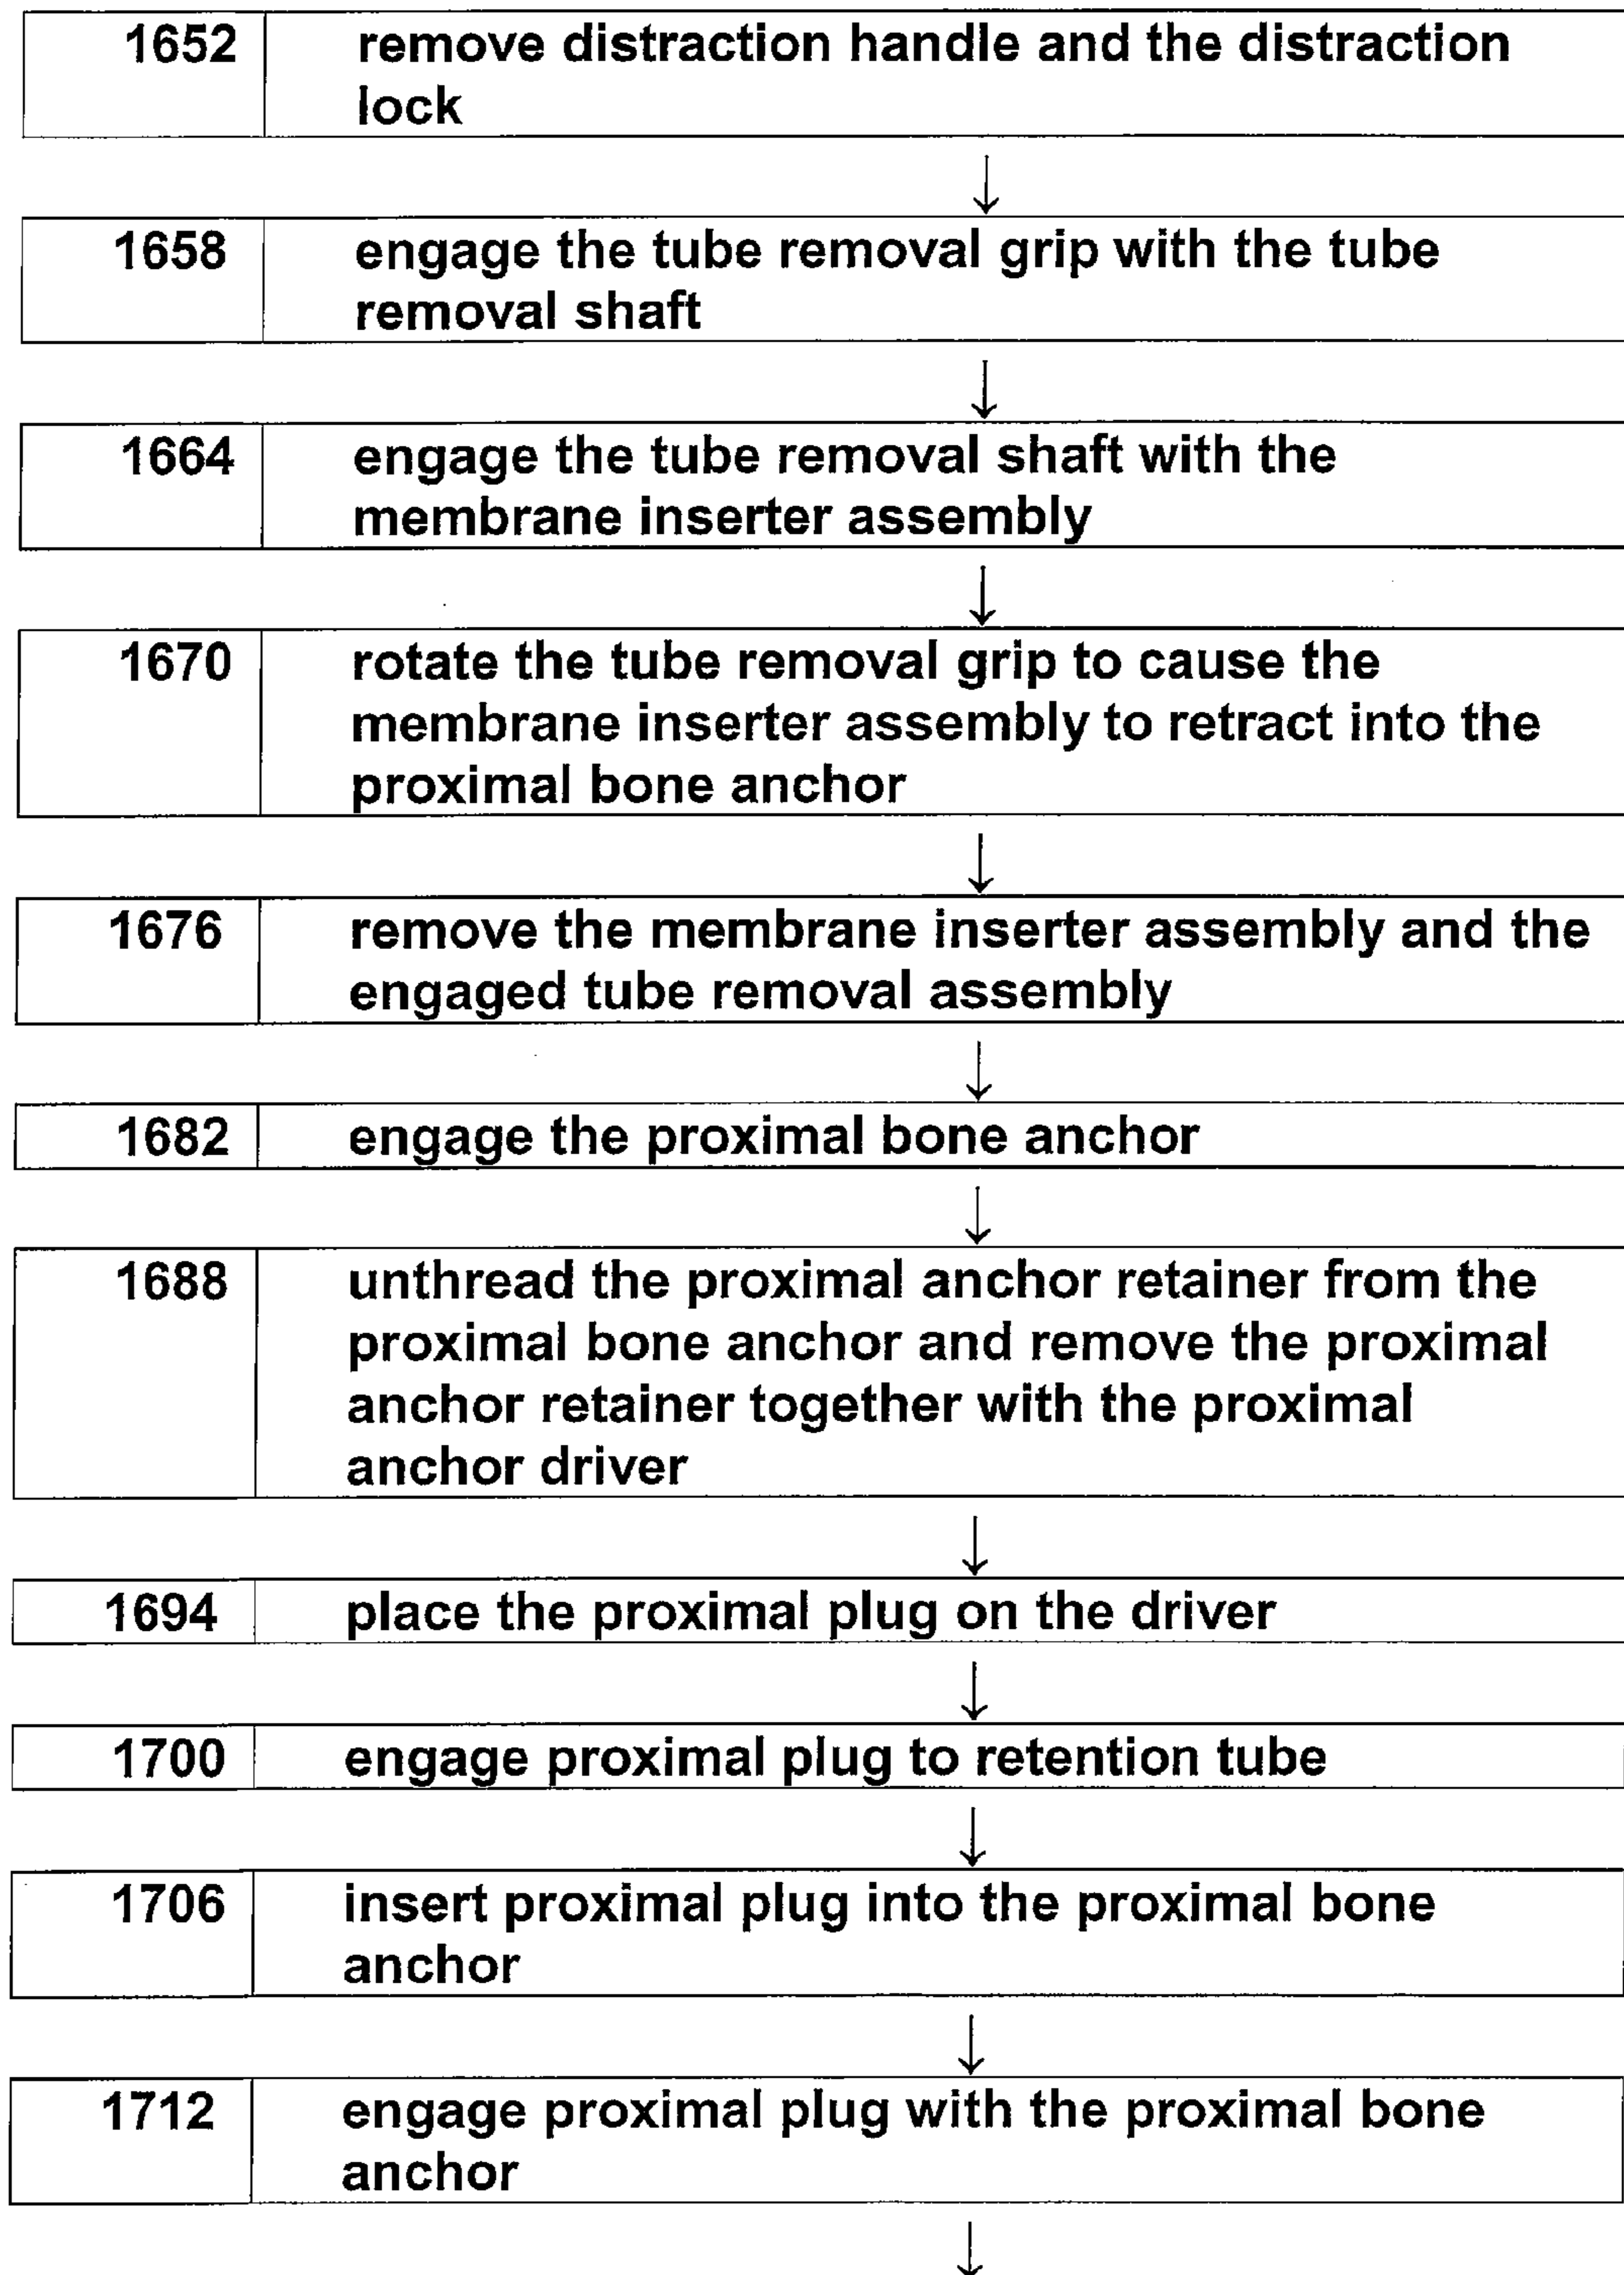 1652 remove distraction handle and the distraction
lock
1658 engage the tube removal grip with the tube
removal shaft
1664 engage the tube removal shaft with the
membrane inserter assembly
1670 rotate the tube removal grip to cause the
membrane inserter assembly to retract into the
proximal bone anchor
1676 remove the membrane inserter assembly and the
engaged tube removal assembly
1682 engage the proximal bone anchor
1688 unthread the proximal anchor retainer from the
proximal bone anchor and remove the proximal
anchor retainer together with the proximal
anchor driver
1694 place the proximal plug on the driver
1700 engage proximal plug to retention tube
1706 insert proximal plug into the proximal bone
anchor
1712 engage proximal plug with the proximal bone
anchor